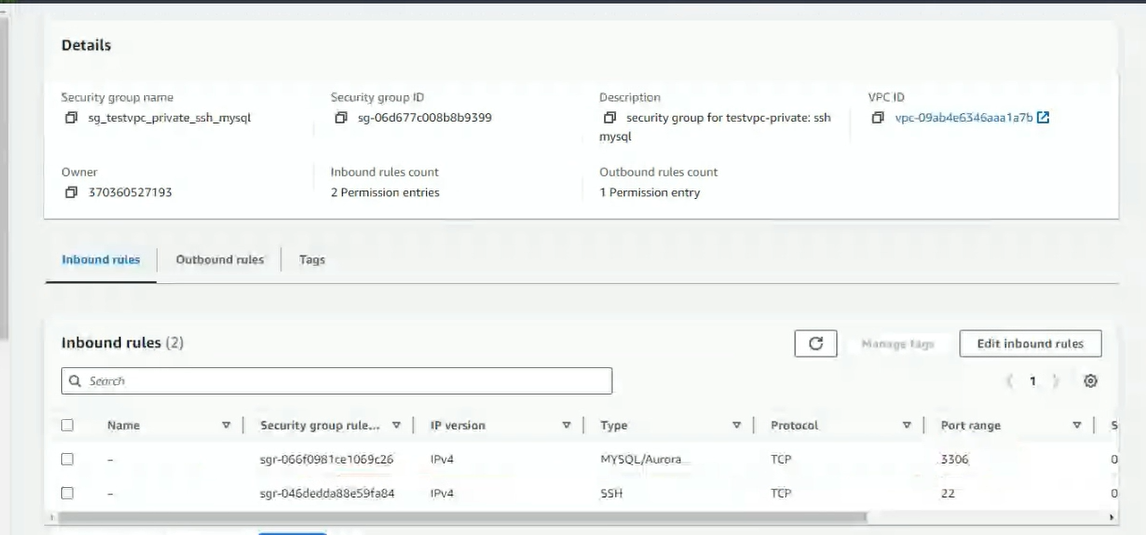 Details
Security group name
sg_testvpc_private_ssh_mysql
Security group ID
sg-06d677c008b8b9399
Description
security group for testvpc-private: ssh
mysql
VPC ID
vpc-09ab4e6346aaa1a7b
Owner
370360527193
Inbound rules count
2 Permission entries
Outbound rules count
1 Permission entry
Inbound rules
Outbound rules
Tags
Inbound rules (2)
Manage tags
Edit inbound rules
Search
1
Name Security group rule... IP version Type Protocol Port range S
- sgr-066f0981ce1069c26 IPv4 MYSQL/Aurora TCP 3306 0
- sgr-046dedda88e59fa84 IPv4 SSH TCP 22 0